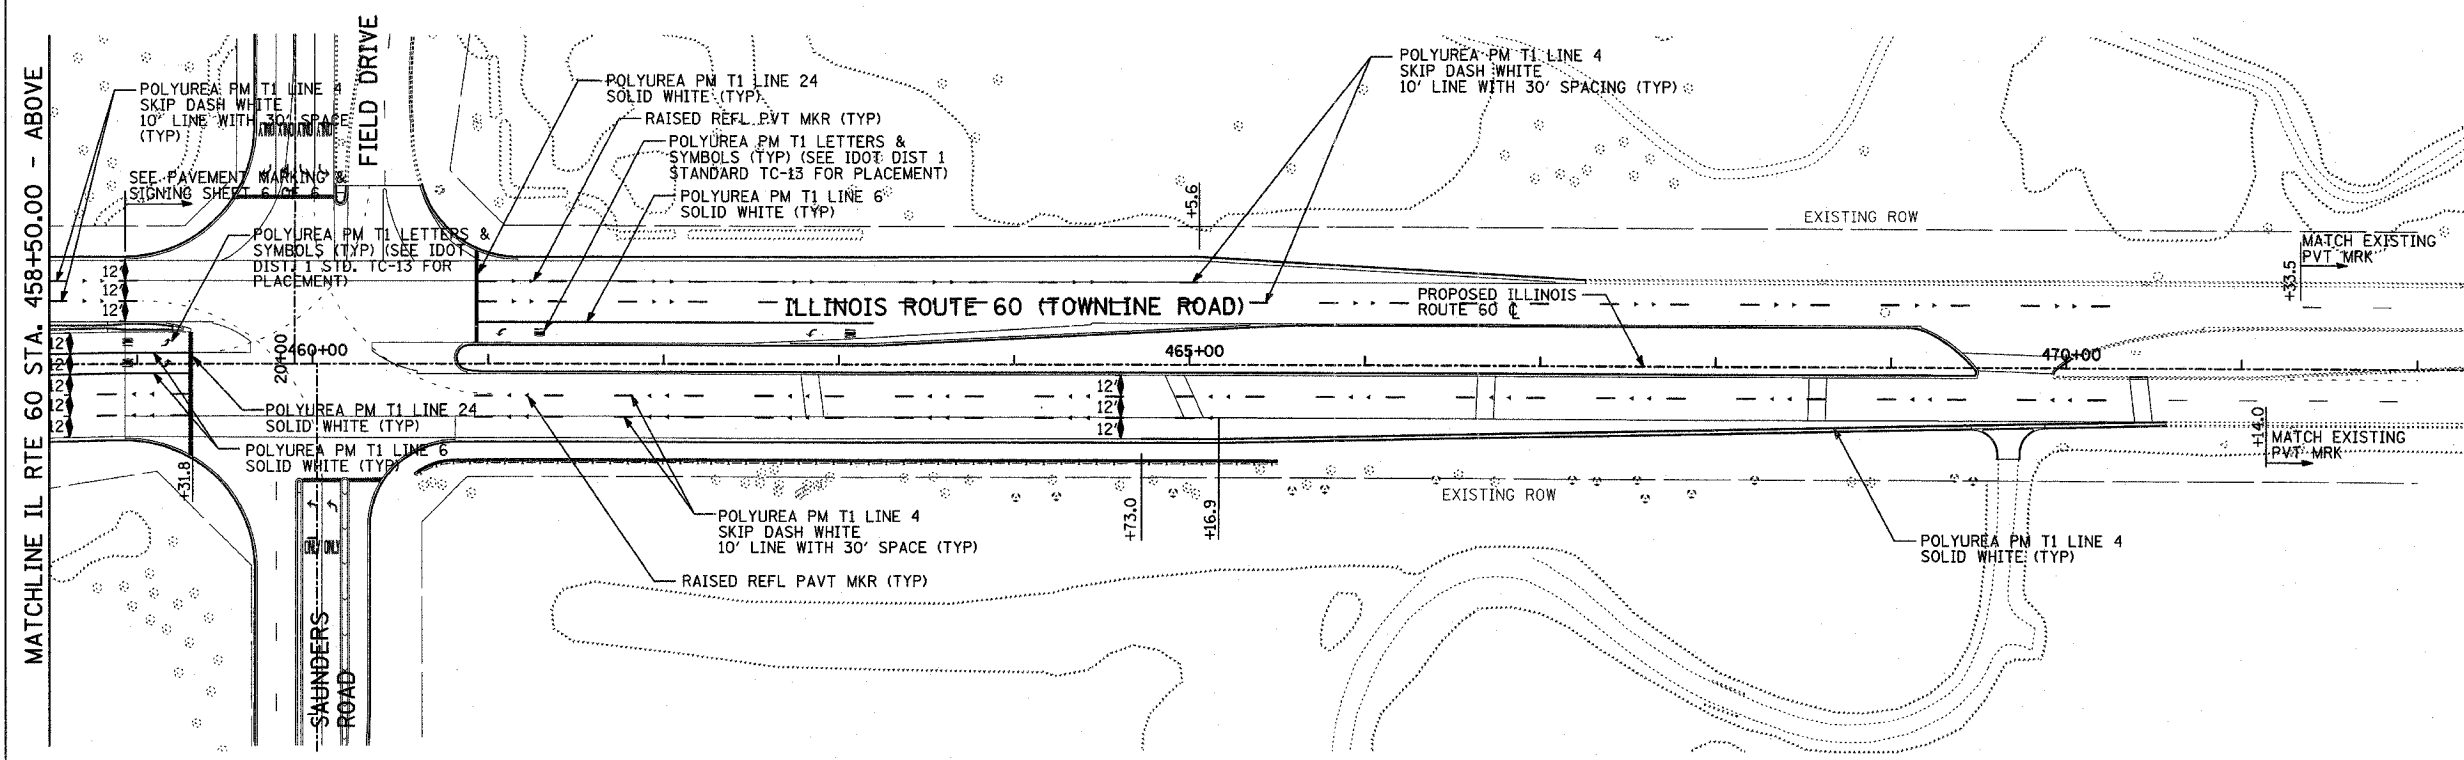 MATCHLINE IL RTE 60 STA. 458+50.00 - ABOVE
POLYUREA PM T1 LINE 4
SKIP DASH WHITE
10' LINE WITH 30' SPACE
(TYP)
SEE PAVEMENT MARKING &
SIGNING SHEET 6 OF 6
FIELD DRIVE
POLYUREA PM T1 LETTERS &
SYMBOLS (TYP) (SEE IDOT
DIST. 1 STD. TC-13 FOR
PLACEMENT)
POLYUREA PM T1 LINE 24
SOLID WHITE (TYP)
RAISED REFL PVT MKR (TYP)
POLYUREA PM T1 LETTERS &
SYMBOLS (TYP) (SEE IDOT DIST 1
STANDARD TC-13 FOR PLACEMENT)
POLYUREA PM T1 LINE 6
SOLID WHITE (TYP)
POLYUREA PM T1 LINE 4
SKIP DASH WHITE
10' LINE WITH 30' SPACING (TYP)
+5.6
EXISTING ROW
MATCH EXISTING
PVT MRK
+33.5
12'
12'
12'
ILLINOIS ROUTE 60 (TOWNLINE ROAD)
PROPOSED ILLINOIS
ROUTE 60 ℄
12'
12'
12'
12'
12'
20+00
460+00
465+00
470+00
12'
12'
12'
POLYUREA PM T1 LINE 24
SOLID WHITE (TYP)
POLYUREA PM T1 LINE 6
SOLID WHITE (TYP)
+31.8
ONLY ONLY
SAUNDERS
ROAD
POLYUREA PM T1 LINE 4
SKIP DASH WHITE
10' LINE WITH 30' SPACE (TYP)
RAISED REFL PAVT MKR (TYP)
+73.0
+16.9
EXISTING ROW
+14.0
MATCH EXISTING
PVT MRK
POLYUREA PM T1 LINE 4
SOLID WHITE (TYP)